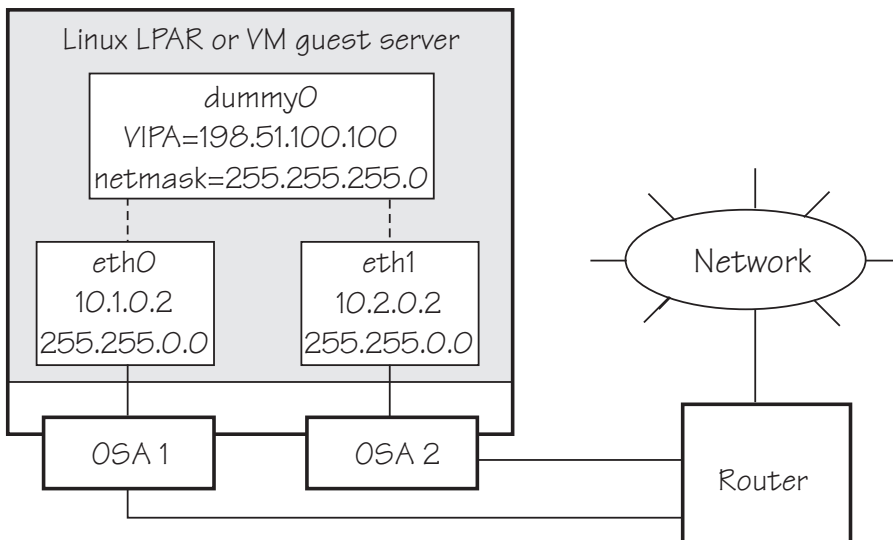 Linux LPAR or VM guest server
dummy0
VIPA=198.51.100.100
netmask=255.255.255.0
eth0
10.1.0.2
255.255.0.0
eth1
10.2.0.2
255.255.0.0
Network
OSA 1
OSA 2
Router